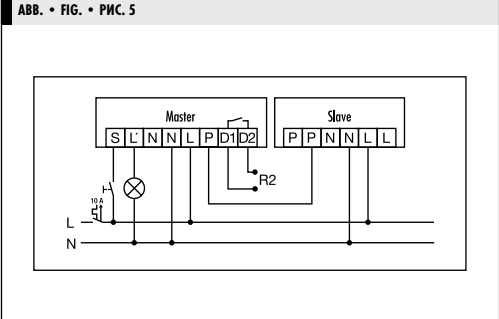 ABB. • FIG. • РИС. 5
Master
Slave
S L' N N L P D1 D2
P P N N L L
R2
10 A
L
N